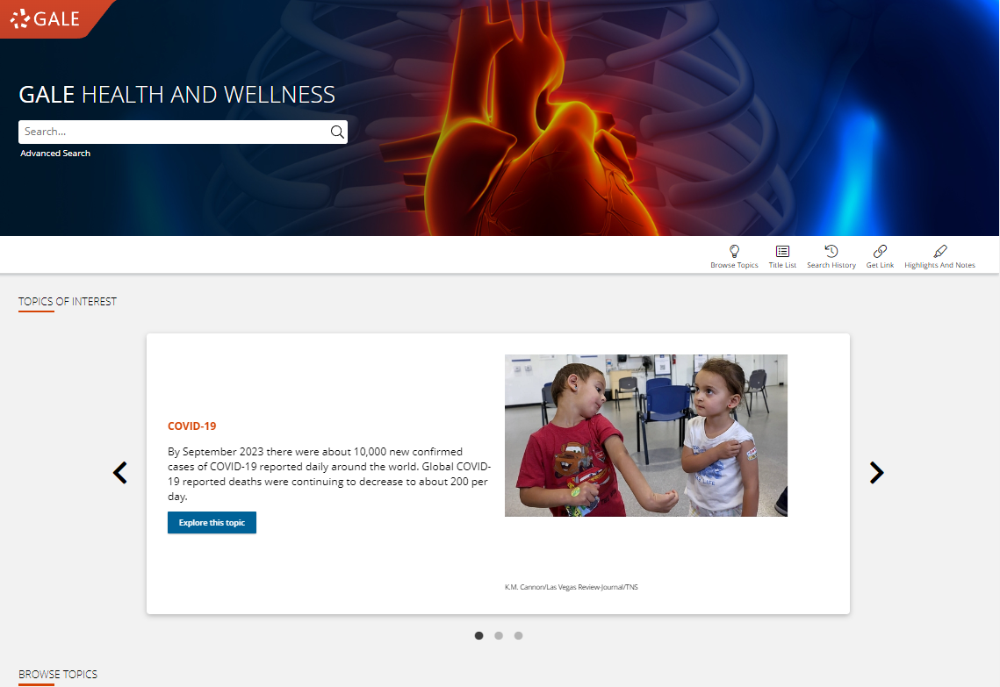 GALE
GALE HEALTH AND WELLNESS
Search...
Advanced Search
Browse Topics
Title List
Search History
Get Link
Highlights And Notes
TOPICS OF INTEREST
COVID-19
By September 2023 there were about 10,000 new confirmed
cases of COVID-19 reported daily around the world. Global COVID-
19 reported deaths were continuing to decrease to about 200 per
day.
Explore this topic
K.M. Cannon/Las Vegas Review-Journal/TNS
BROWSE TOPICS